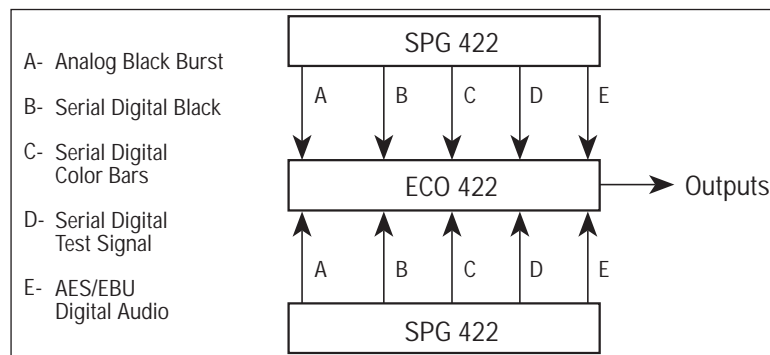 A- Analog Black Burst
B- Serial Digital Black
C- Serial Digital
Color Bars
D- Serial Digital
Test Signal
E- AES/EBU
Digital Audio
SPG 422
A B C D E
ECO 422
Outputs
A B C D E
SPG 422